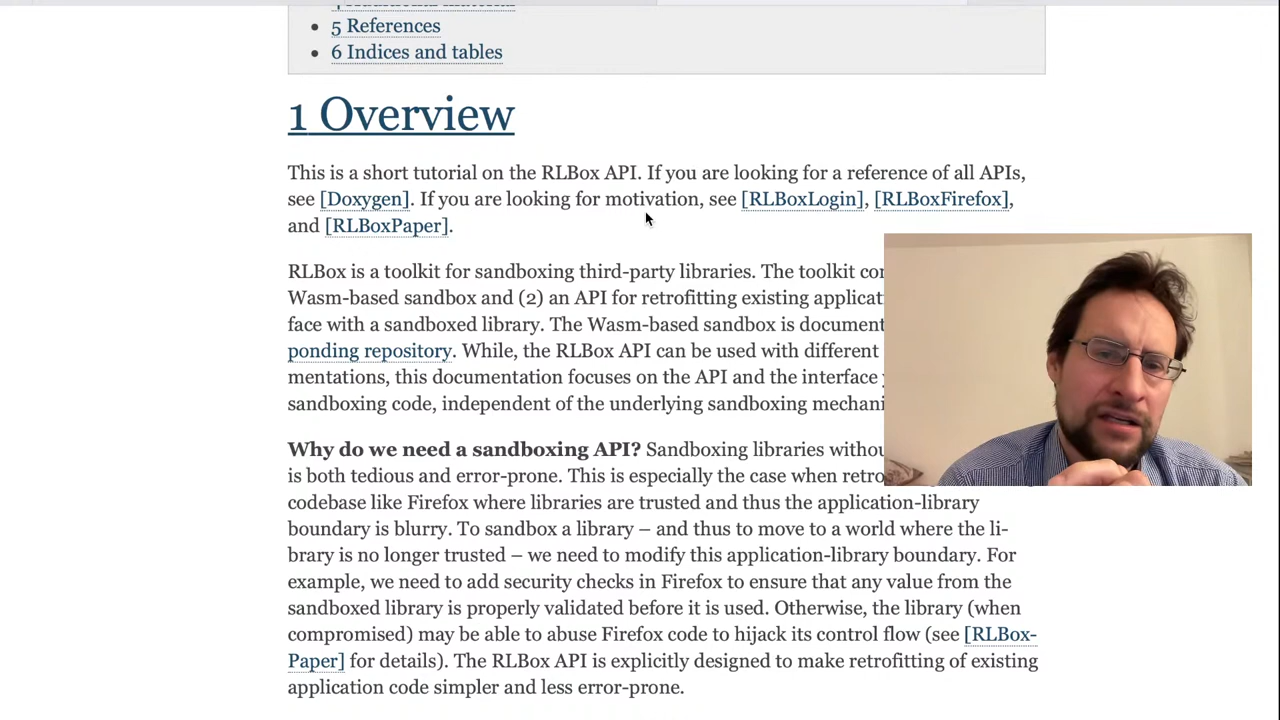 5 References
6 Indices and tables
1 Overview
This is a short tutorial on the RLBox API. If you are looking for a reference of all APIs,
see [Doxygen]. If you are looking for motivation, see [RLBoxLogin], [RLBoxFirefox],
and [RLBoxPaper].
RLBox is a toolkit for sandboxing third-party libraries. The toolkit
Wasm-based sandbox and (2) an API for retrofitting existing
face with a sandboxed library. The Wasm-based sandbox is
ponding repository. While, the RLBox API can be used with different
mentations, this documentation focuses on the API and the interface
sandboxing code, independent of the underlying sandboxing
Why do we need a sandboxing API? Sandboxing libraries
is both tedious and error-prone. This is especially the case when
codebase like Firefox where libraries are trusted and thus the application-library
boundary is blurry. To sandbox a library – and thus to move to a world where the li-
brary is no longer trusted – we need to modify this application-library boundary. For
example, we need to add security checks in Firefox to ensure that any value from the
sandboxed library is properly validated before it is used. Otherwise, the library (when
compromised) may be able to abuse Firefox code to hijack its control flow (see [RLBox-
Paper] for details). The RLBox API is explicitly designed to make retrofitting of existing
application code simpler and less error-prone.